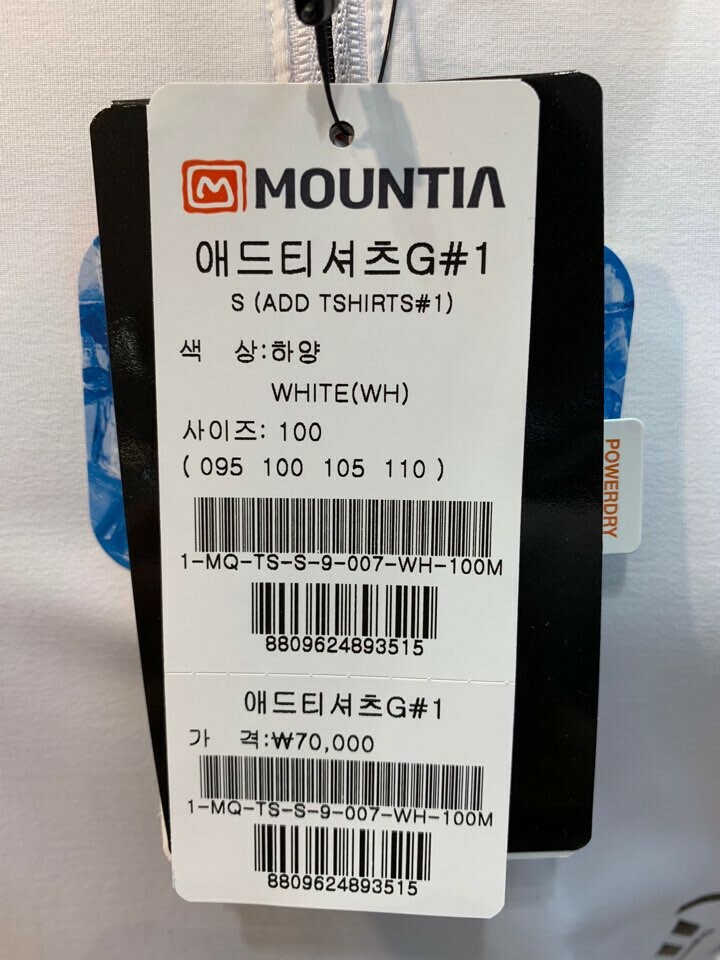 MOUNTIA
애드티셔츠G#1
S (ADD TSHIRTS#1)
색 상:하양
WHITE(WH)
사이즈: 100
( 095 100 105 110 )
1-MQ-TS-S-9-007-WH-100M
8809624893515
애드티셔츠G#1
가 격:₩70,000
1-MQ-TS-S-9-007-WH-100M
8809624893515
POWERDRY